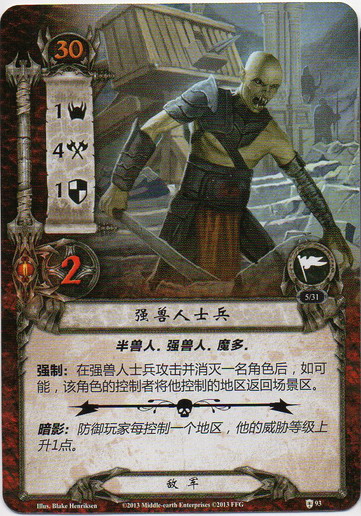 30
1
4
1
2
5/31
强兽人士兵
半兽人. 强兽人. 魔多.
强制：在强兽人士兵攻击并消灭一名角色后，如可
能，该角色的控制者将他控制的地区返回场景区。
暗影：防御玩家每控制一个地区，他的威胁等级上
升1点。
敌军
Illus. Blake Henriksen
©2013 Middle-earth Enterprises ©2013 FFG
93